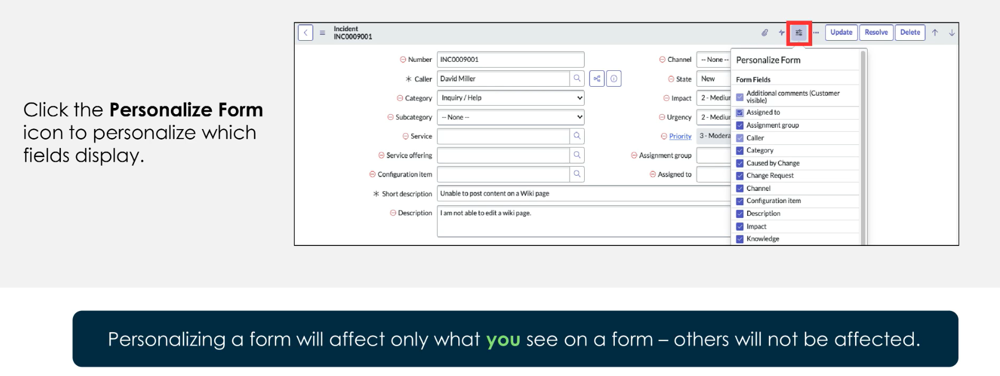 Click the Personalize Form
icon to personalize which
fields display.
Incident
INC0009001
Update
Resolve
Delete
Number
INC0009001
Caller
David Miller
Category
Inquiry / Help
Subcategory
-- None --
Service
Service offering
Configuration item
Short description
Unable to post content on a Wiki page
Description
I am not able to edit a wiki page.
Channel
-- None --
State
New
Impact
2 - Mediu
Urgency
2 - Mediu
Priority
3 - Modera
Assignment group
Assigned to
Personalize Form
Form Fields
Additional comments (Customer
visible)
Assigned to
Assignment group
Caller
Category
Caused by Change
Change Request
Channel
Configuration item
Description
Impact
Knowledge
Personalizing a form will affect only what you see on a form – others will not be affected.